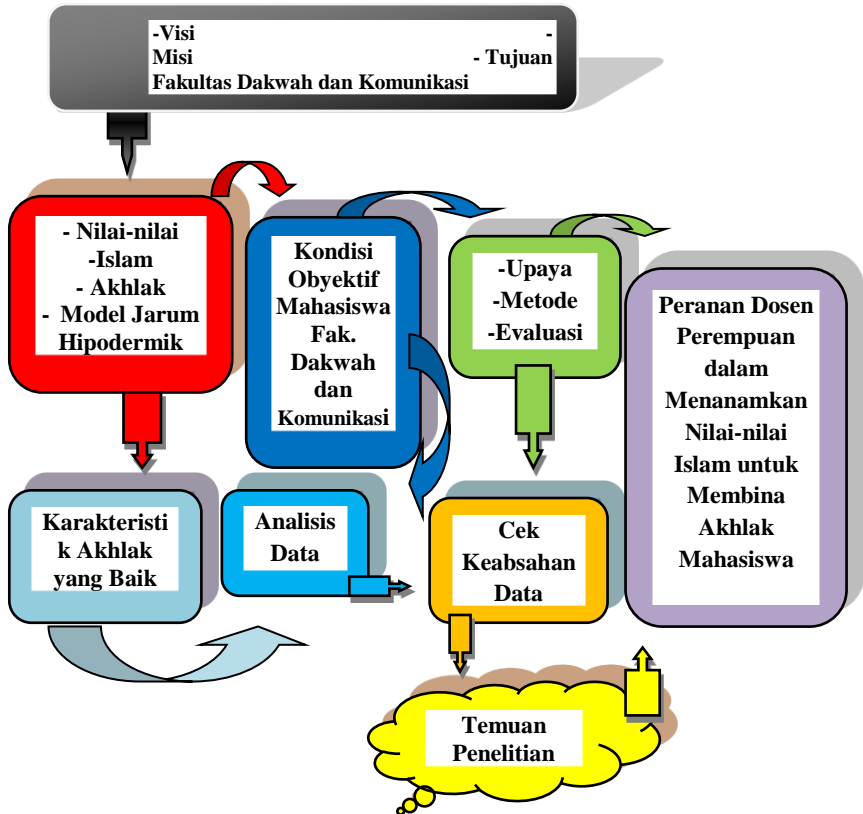 -Visi -
Misi - Tujuan
Fakultas Dakwah dan Komunikasi
- Nilai-nilai
-Islam
- Akhlak
- Model Jarum
Hipodermik
Kondisi
Obyektif
Mahasiswa
Fak.
Dakwah
dan
Komunikasi
-Upaya
-Metode
-Evaluasi
Peranan Dosen
Perempuan
dalam
Menanamkan
Nilai-nilai
Islam untuk
Membina
Akhlak
Mahasiswa
Karakteristi
k Akhlak
yang Baik
Analisis
Data
Cek
Keabsahan
Data
Temuan
Penelitian